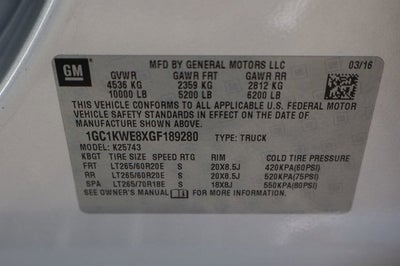 GM
MFD BY GENERAL MOTORS LLC 03/16
GVWR GAWR FRT GAWR RR
4536 KG 2359 KG 2812 KG
10000 LB 5200 LB 6200 LB
THIS VEHICLE CONFORMS TO ALL APPLICABLE U.S. FEDERAL MOTOR
VEHICLE SAFETY STANDARDS IN EFFECT ON THE DATE OF
MANUFACTURE SHOWN ABOVE.
1GC1KWE8XGF189280 TYPE: TRUCK
MODEL: K25743
KBGT TIRE SIZE SPEED RTG RIM COLD TIRE PRESSURE
FRT LT265/60R20E S 20X8.5J 420KPA(60PSI)
RR LT265/60R20E S 20X8.5J 520KPA(75PSI)
SPA LT265/70R18E S 18X8J 550KPA(80PSI)
SEE OWNER'S MANUAL FOR MORE INFORMATION.